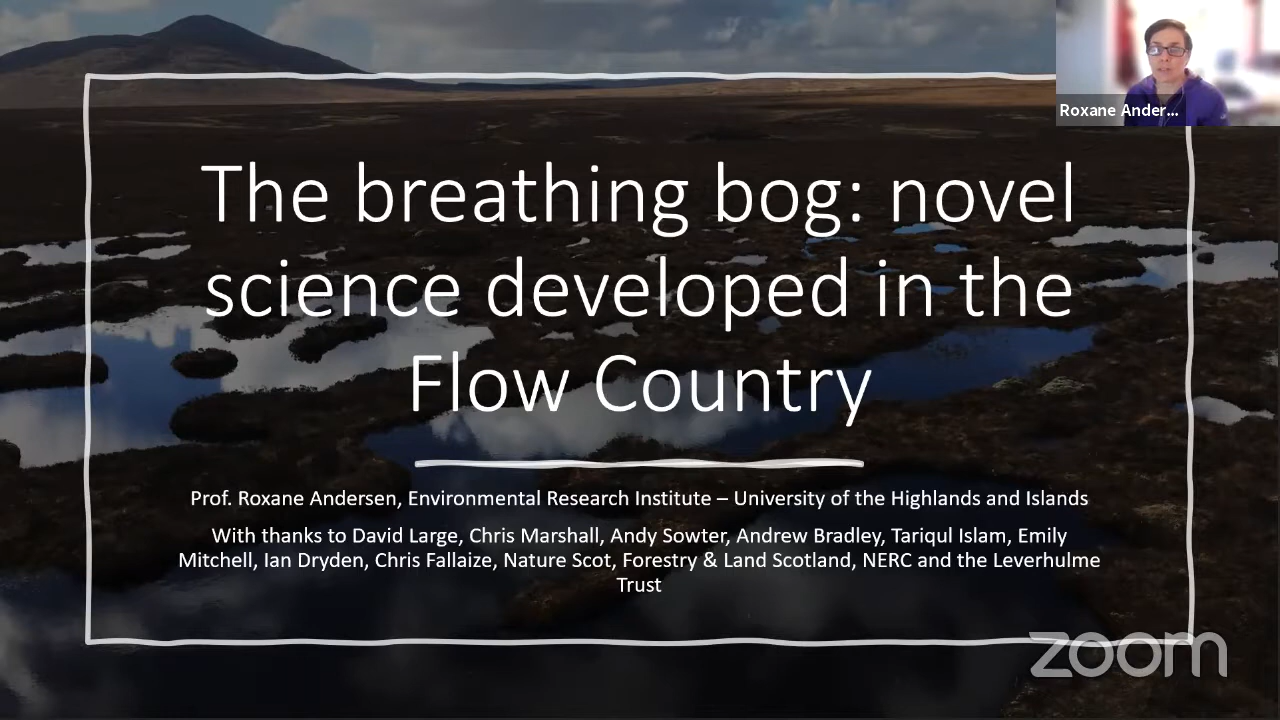 Roxane Ander...
The breathing bog: novel
science developed in the
Flow Country
Prof. Roxane Andersen, Environmental Research Institute – University of the Highlands and Islands
With thanks to David Large, Chris Marshall, Andy Sowter, Andrew Bradley, Tariqul Islam, Emily
Mitchell, Ian Dryden, Chris Fallaize, Nature Scot, Forestry & Land Scotland, NERC and the Leverhulme
Trust
zoom